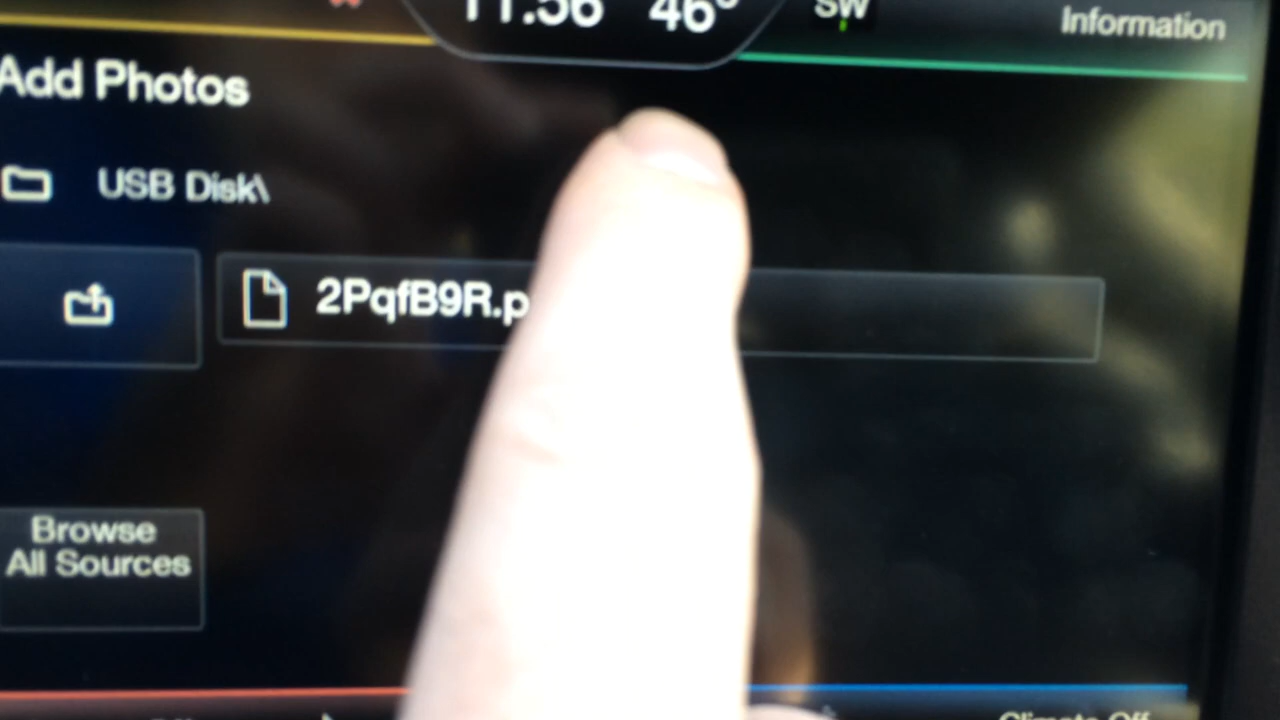 11:56 46°
SW
Information
Add Photos
USB Disk\
2PqfB9R.p
Browse
All Sources
Climate Off